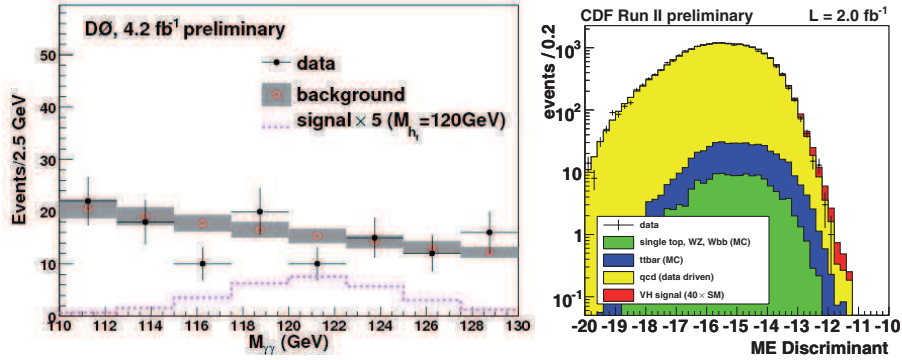 DØ, 4.2 fb⁻¹ preliminary
data
background
signal × 5 (M_hf=120GeV)
Events/2.5 GeV
50
40
30
20
10
0
110 112 114 116 118 120 122 124 126 128 130
Mγγ (GeV)
CDF Run II preliminary L = 2.0 fb⁻¹
events / 0.2
10³
10²
10
1
10⁻¹
data
single top, WZ, Wbb (MC)
ttbar (MC)
qcd (data driven)
VH signal (40 × SM)
-20 -19 -18 -17 -16 -15 -14 -13 -12 -11 -10
ME Discriminant